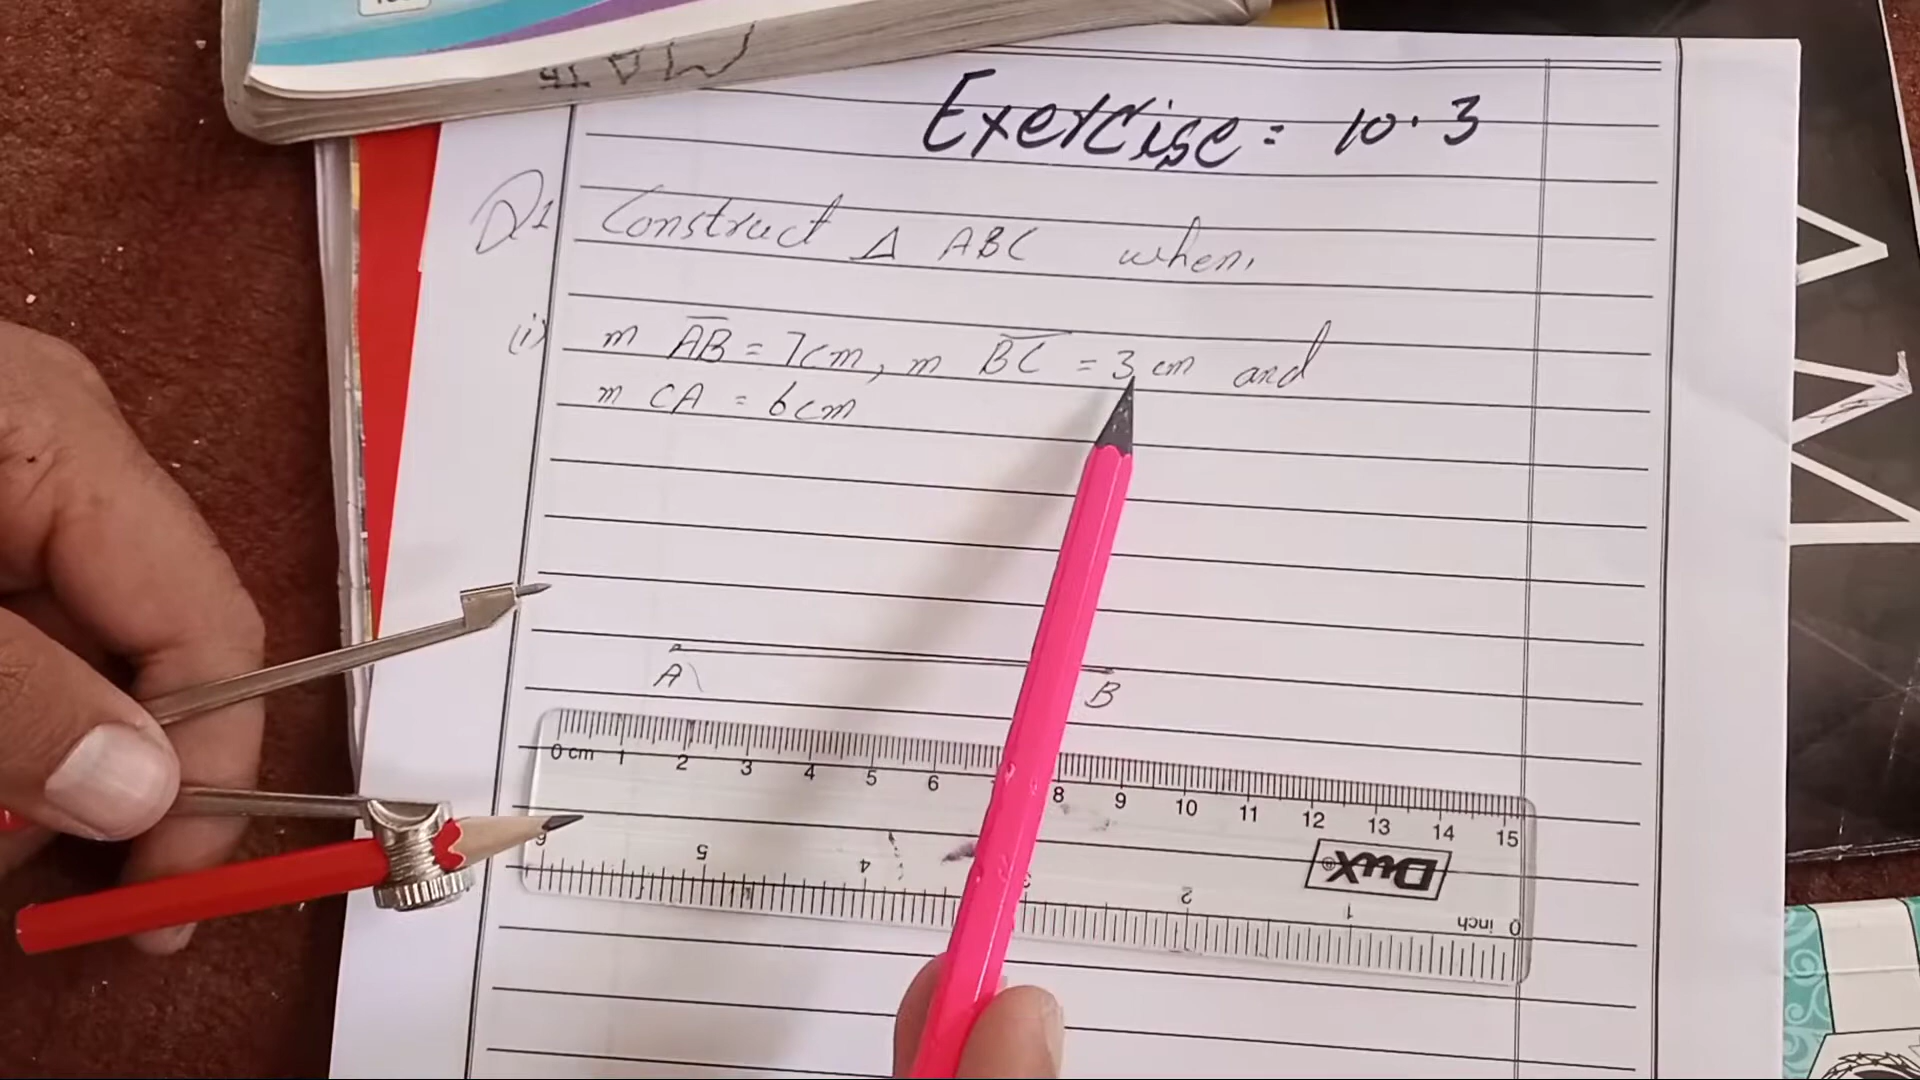 MATH
Exercise = 10.3
Q1 Construct Δ ABC when,
(i) m AB = 7cm, m BC = 3 cm and
m CA = 6cm
A B
0 cm 1 2 3 4 5 6 8 9 10 11 12 13 14 15
6 5 4 3 2 1 inch 0
DUX®